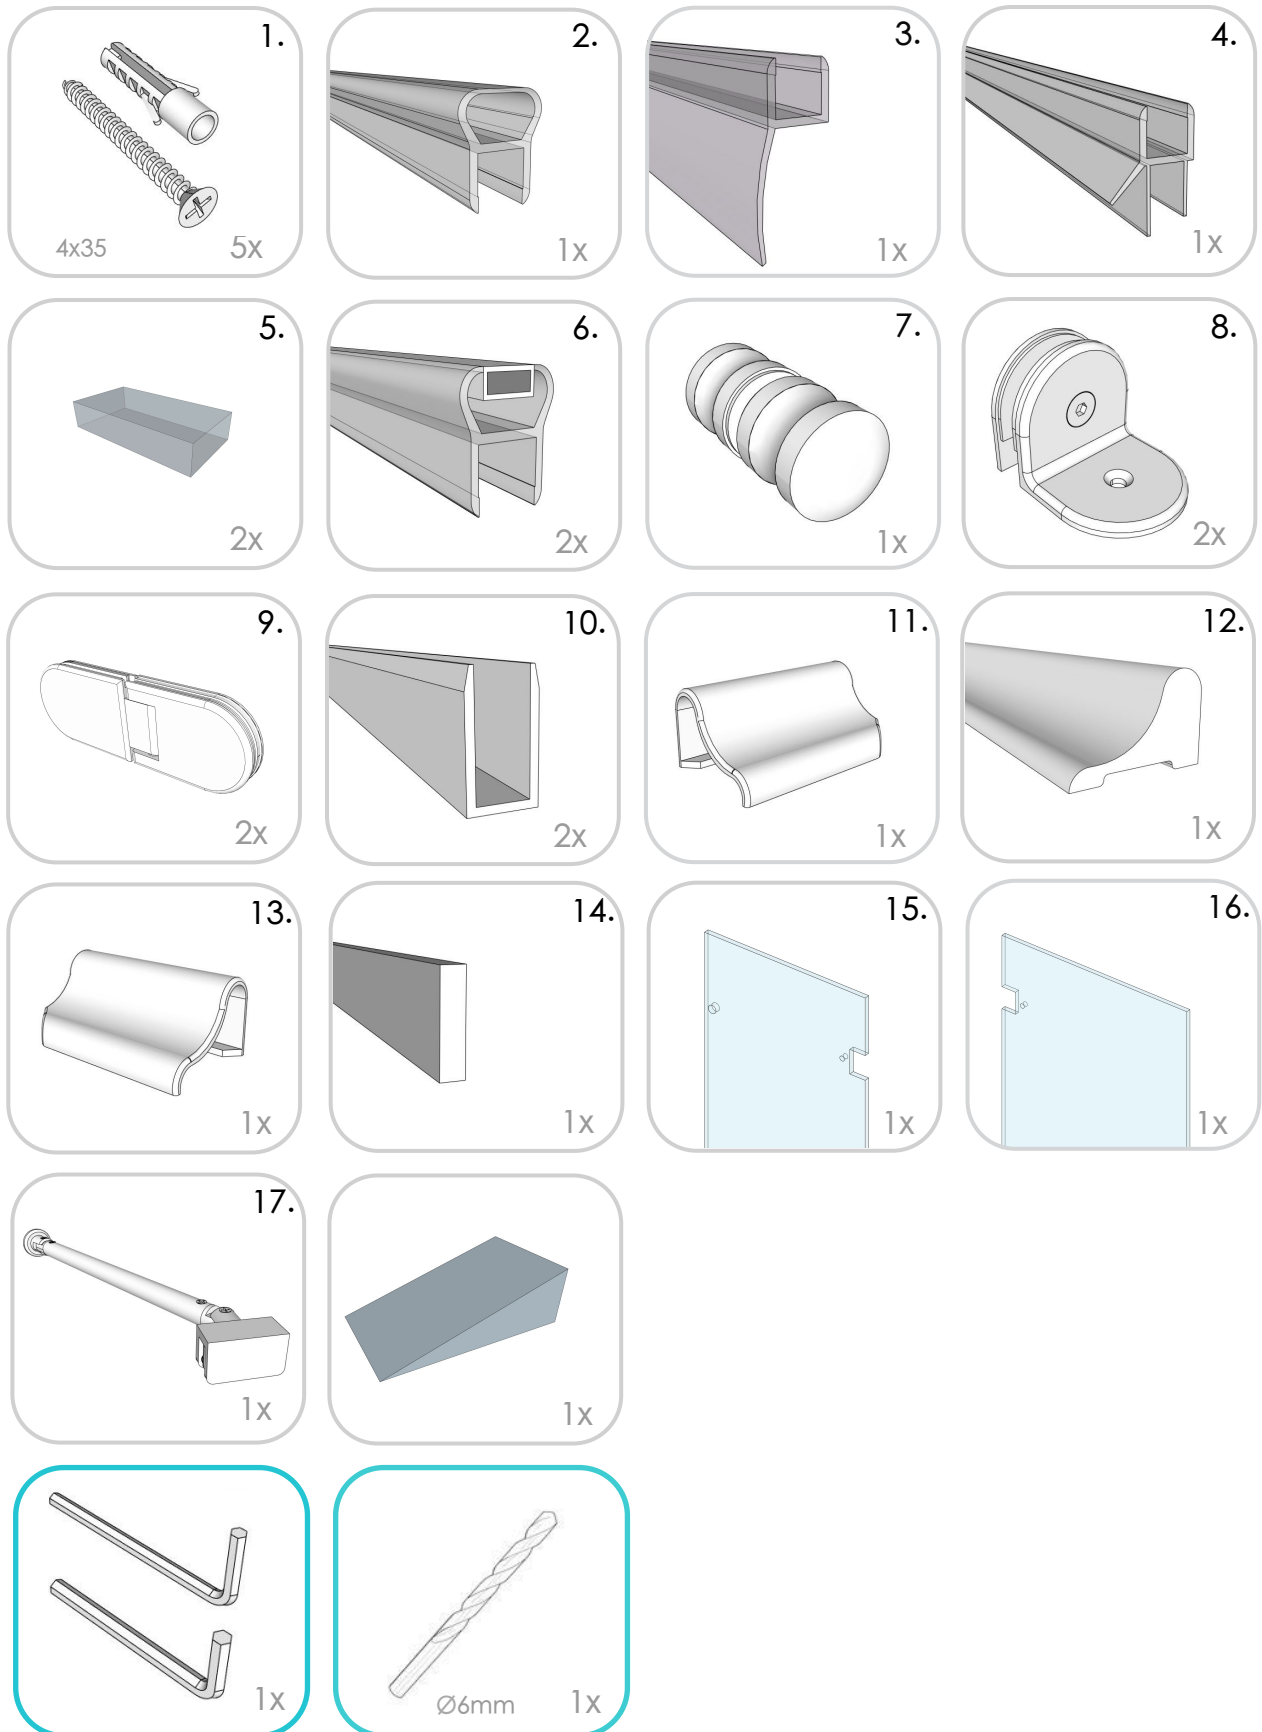 1.
4x35
5x
2.
1x
3.
1x
4.
1x
5.
2x
6.
2x
7.
1x
8.
2x
9.
2x
10.
2x
11.
1x
12.
1x
13.
1x
14.
1x
15.
1x
16.
1x
17.
1x
1x
1x
Ø6mm 1x